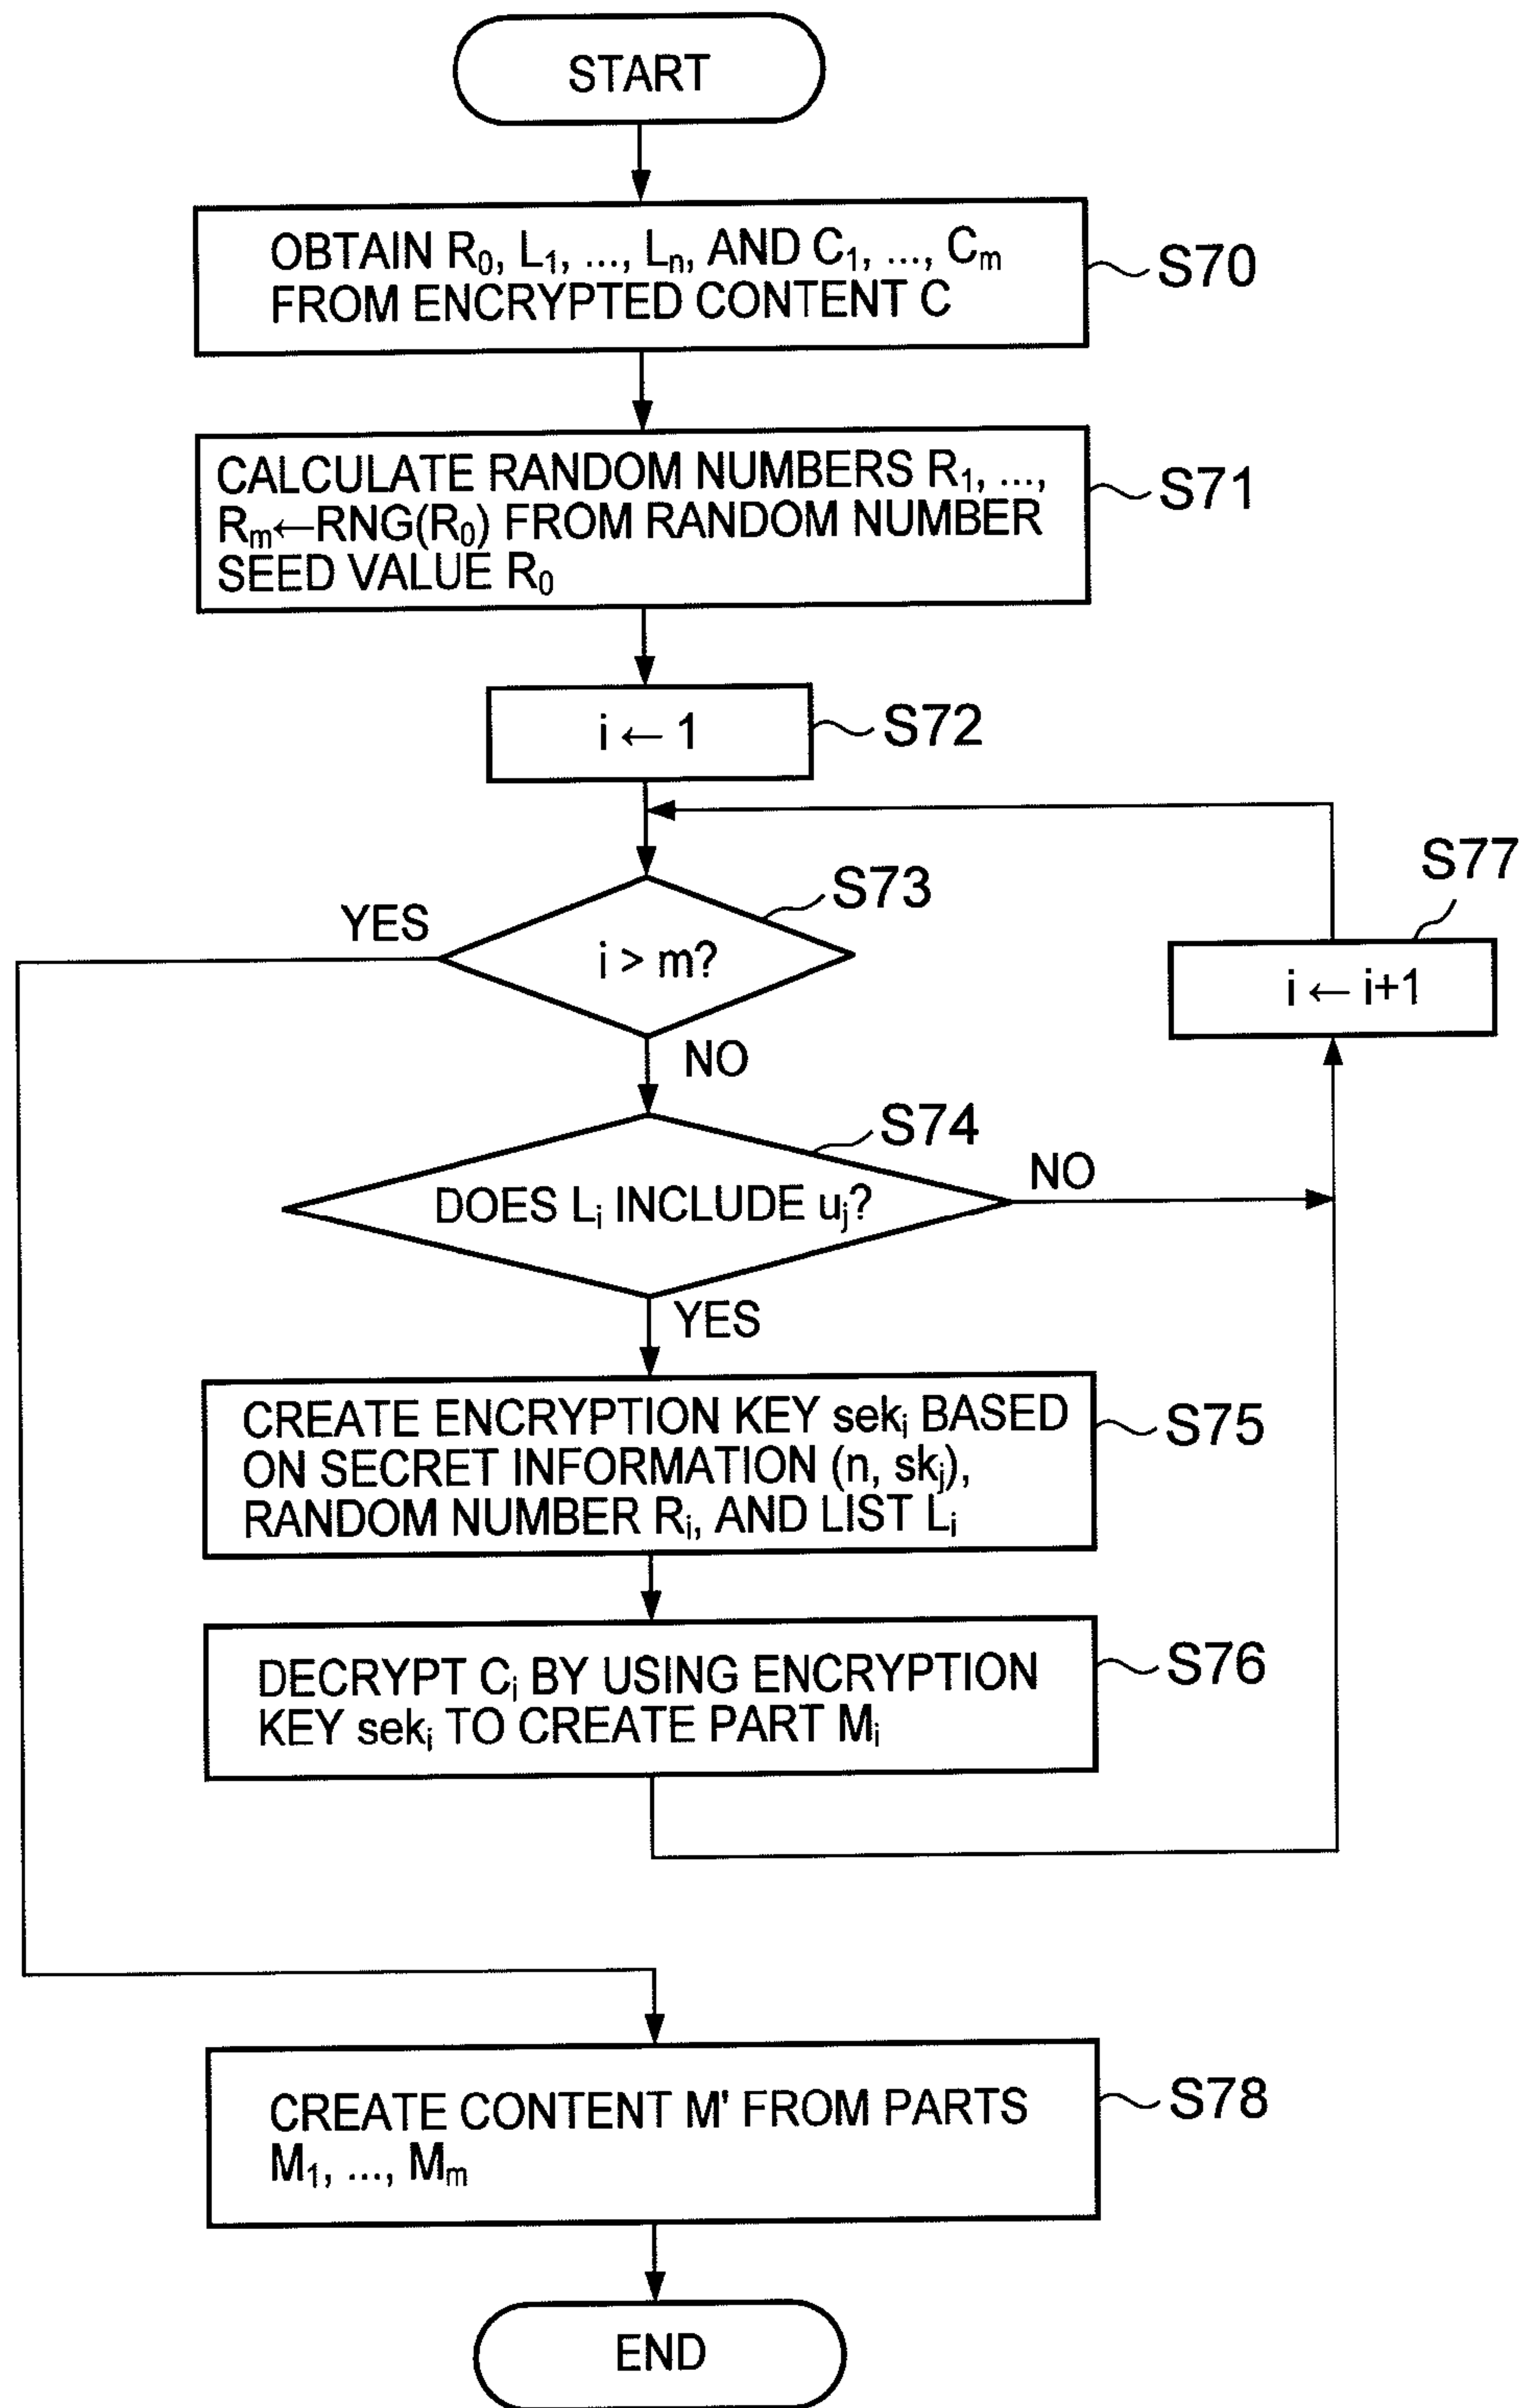 START
OBTAIN R₀, L₁, ..., Lₙ, AND C₁, ..., Cₘ
FROM ENCRYPTED CONTENT C
S70
CALCULATE RANDOM NUMBERS R₁, ...,
Rₘ←RNG(R₀) FROM RANDOM NUMBER
SEED VALUE R₀
S71
i ← 1
S72
S73
YES
i > m?
NO
S77
i ← i+1
S74
DOES Lᵢ INCLUDE uⱼ?
NO
YES
CREATE ENCRYPTION KEY sekᵢ BASED
ON SECRET INFORMATION (n, skⱼ),
RANDOM NUMBER Rᵢ, AND LIST Lᵢ
S75
DECRYPT Cᵢ BY USING ENCRYPTION
KEY sekᵢ TO CREATE PART Mᵢ
S76
CREATE CONTENT M' FROM PARTS
M₁, ..., Mₘ
S78
END